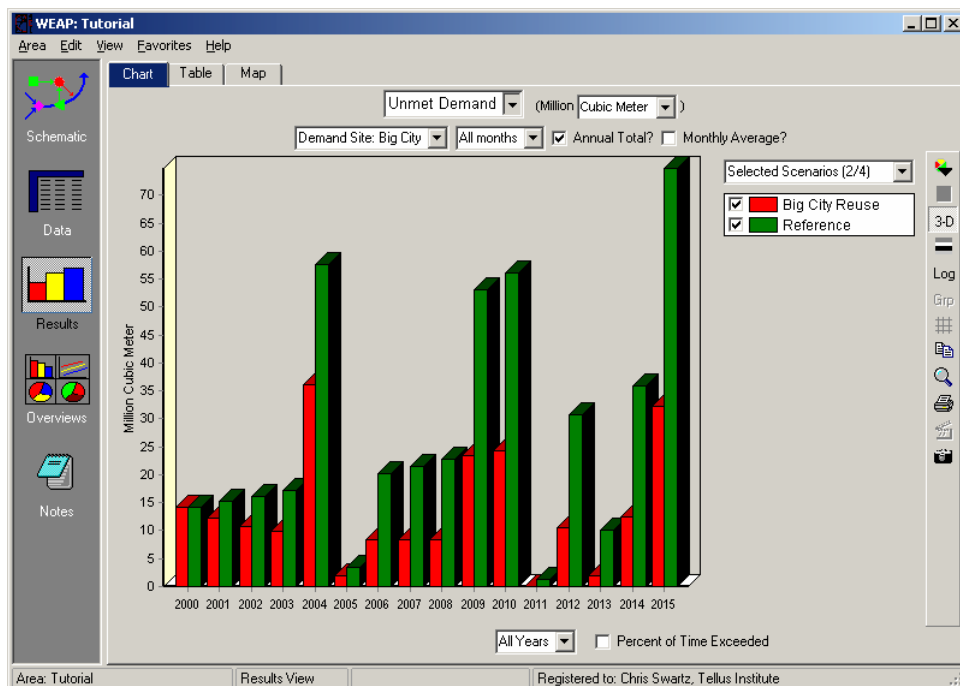 WEAP: Tutorial
Area Edit View Favorites Help
Chart Table Map
Unmet Demand (Million Cubic Meter )
Demand Site: Big City All months Annual Total? Monthly Average?
Selected Scenarios (2/4)
Big City Reuse
Reference
Schematic
Data
Results
Overviews
Notes
3-D
Log
Grp
Million Cubic Meter
70
65
60
55
50
45
40
35
30
25
20
15
10
5
0
2000 2001 2002 2003 2004 2005 2006 2007 2008 2009 2010 2011 2012 2013 2014 2015
All Years Percent of Time Exceeded
Area: Tutorial Results View Registered to: Chris Swartz, Tellus Institute